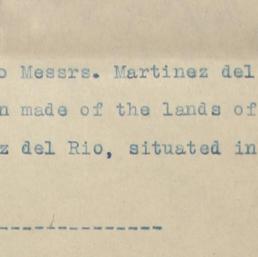 o Messrs. Martinez del
n made of the lands of
z del Rio, situated in
--------------------